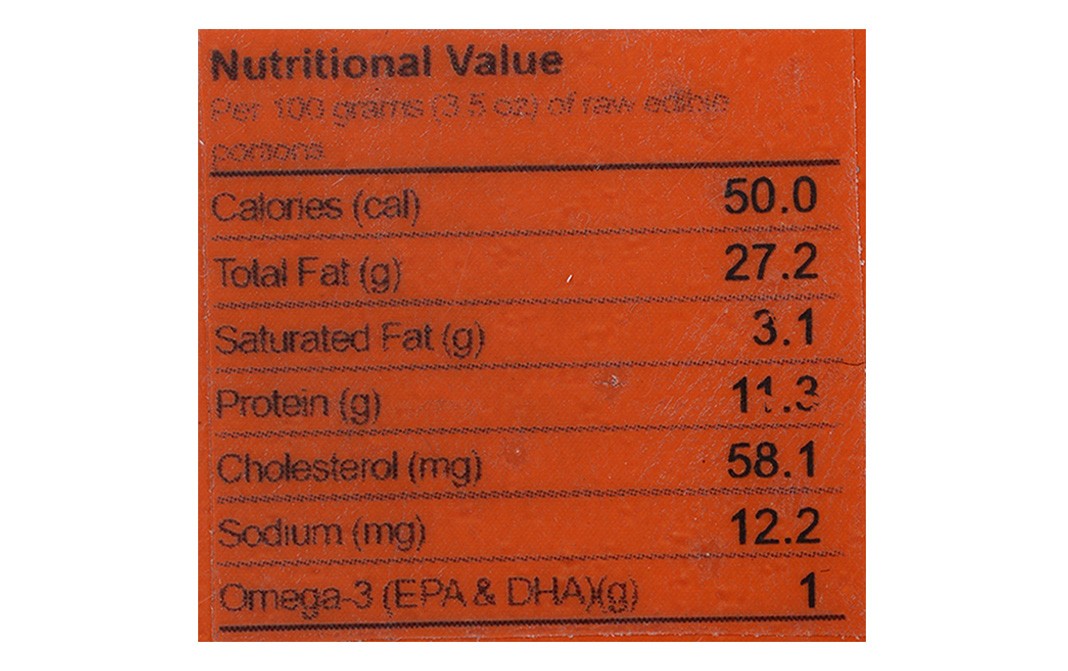 Nutritional Value
Per 100 grams (3.5 oz) of raw edible
portions
Calories (cal) 50.0
Total Fat (g) 27.2
Saturated Fat (g) 3.1
Protein (g) 11.3
Cholesterol (mg) 58.1
Sodium (mg) 12.2
Omega-3 (EPA & DHA)(g) 1